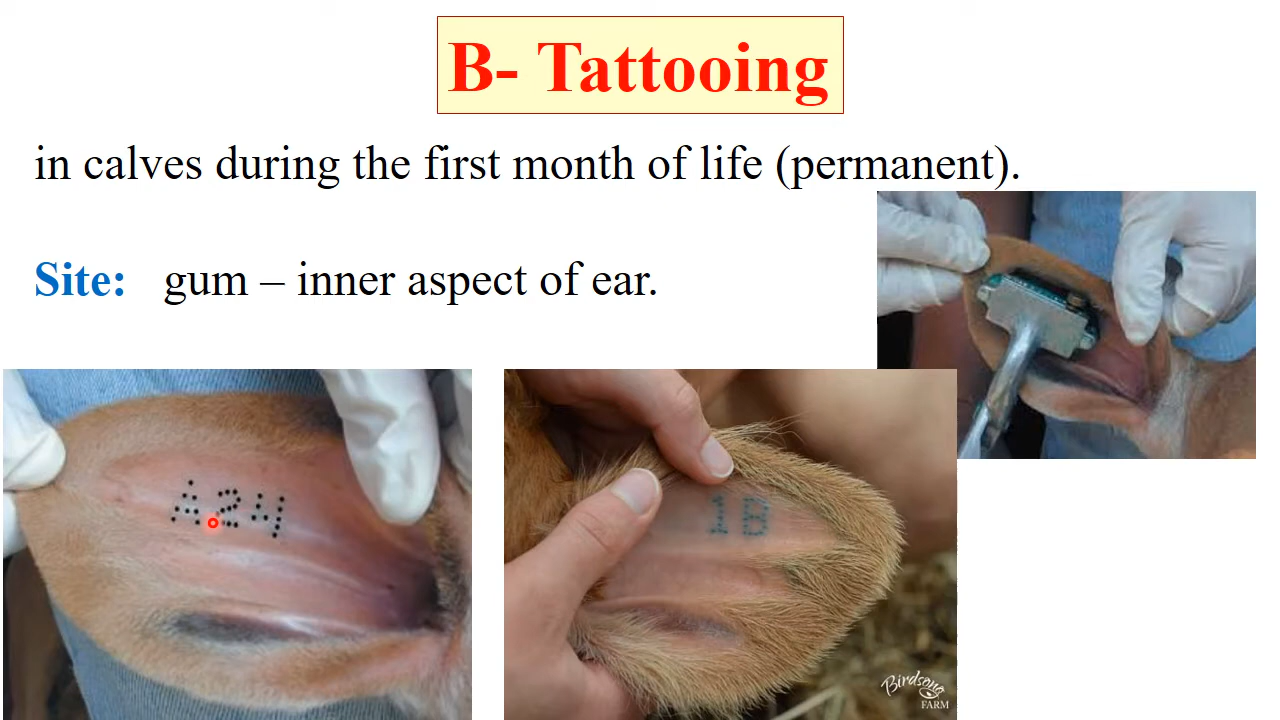 B- Tattooing
in calves during the first month of life (permanent).
Site: gum – inner aspect of ear.
A24
1B
Birdsong
FARM